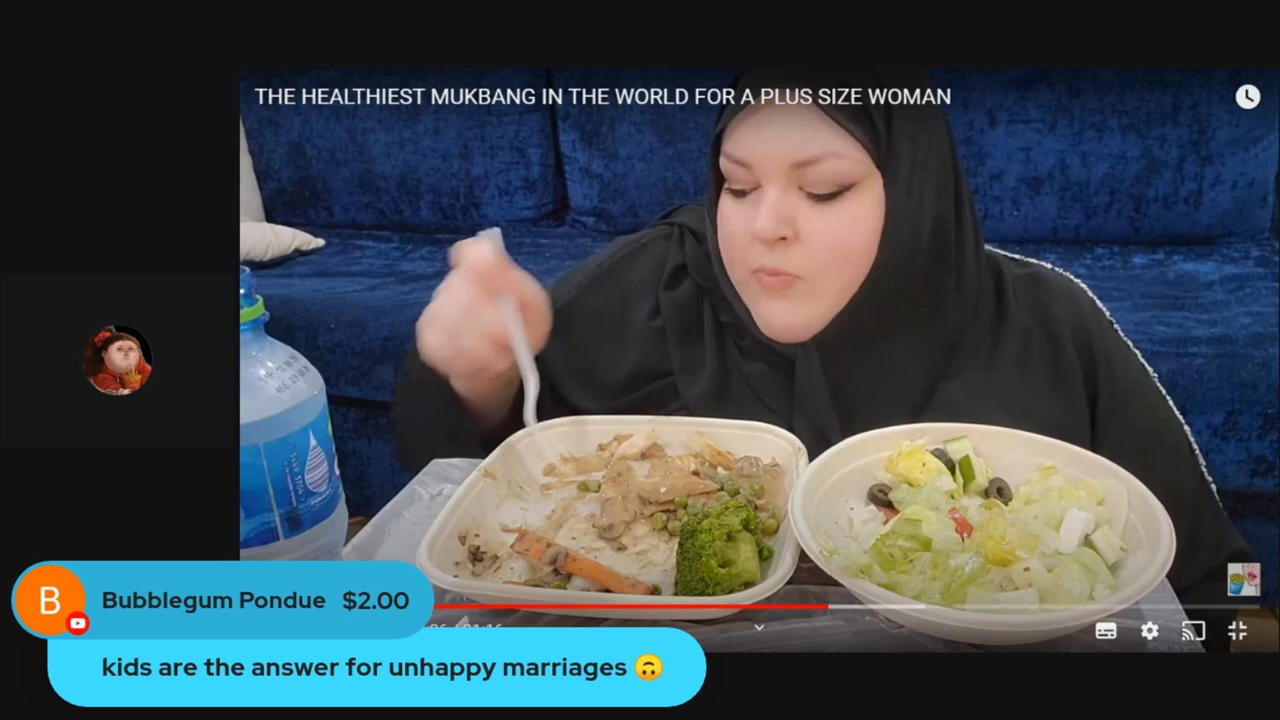 THE HEALTHIEST MUKBANG IN THE WORLD FOR A PLUS SIZE WOMAN
B
Bubblegum Pondue $2.00
kids are the answer for unhappy marriages 🙃